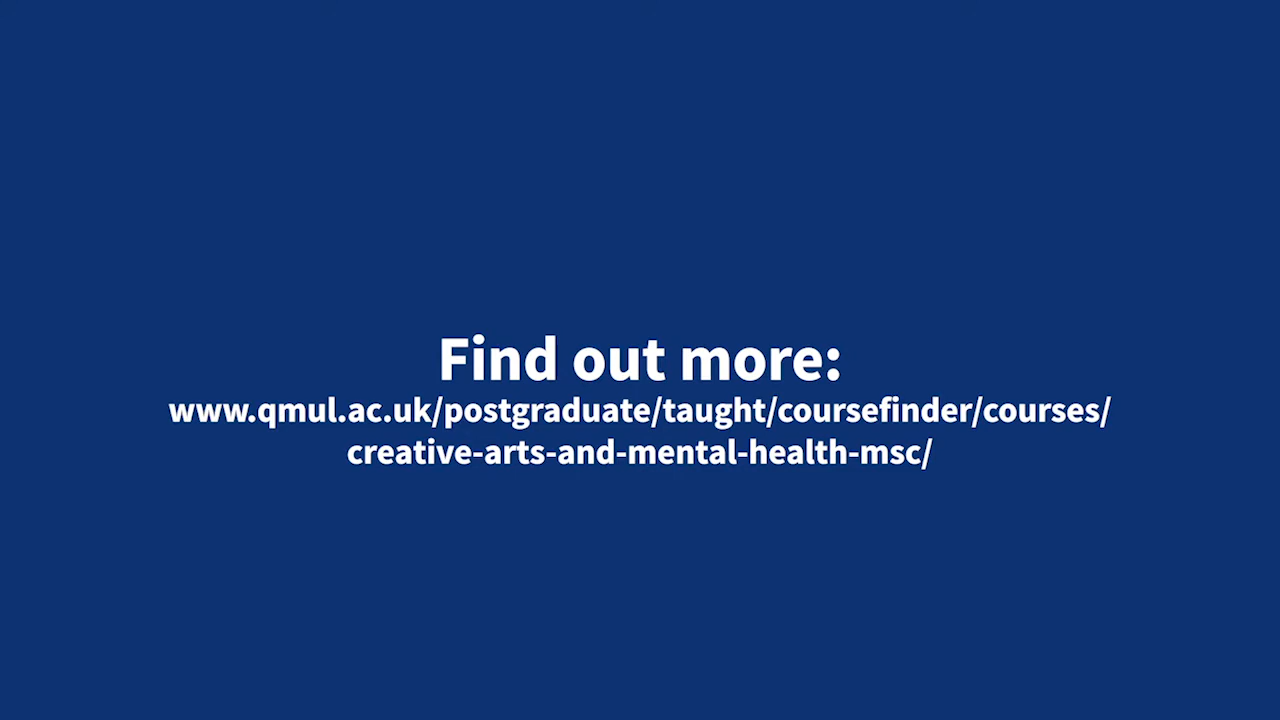 Find out more:
www.qmul.ac.uk/postgraduate/taught/coursefinder/courses/
creative-arts-and-mental-health-msc/